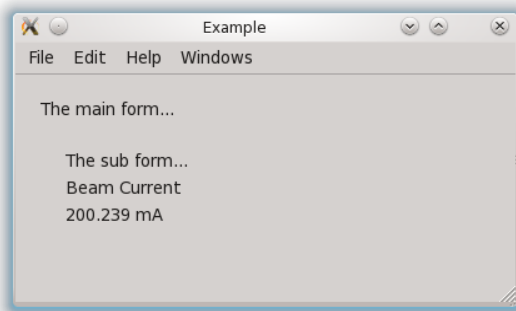 Example
File Edit Help Windows
The main form...
The sub form...
Beam Current
200.239 mA